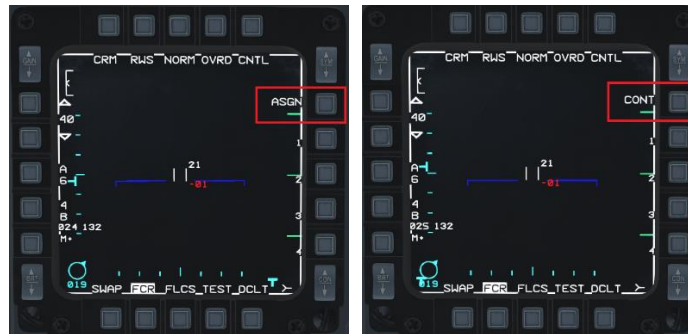 CRM RWS NORM OVRD CNTL
ASGN
40
1
21
A
6
2
-01
4
3
B
024 132
M+
4
019
SWAP FCR FLCS TEST DCLT
CRM RWS NORM OVRD CNTL
CONT
40
1
21
A
6
2
-01
4
3
B
025 132
M+
4
019
SWAP FCR FLCS TEST DCLT